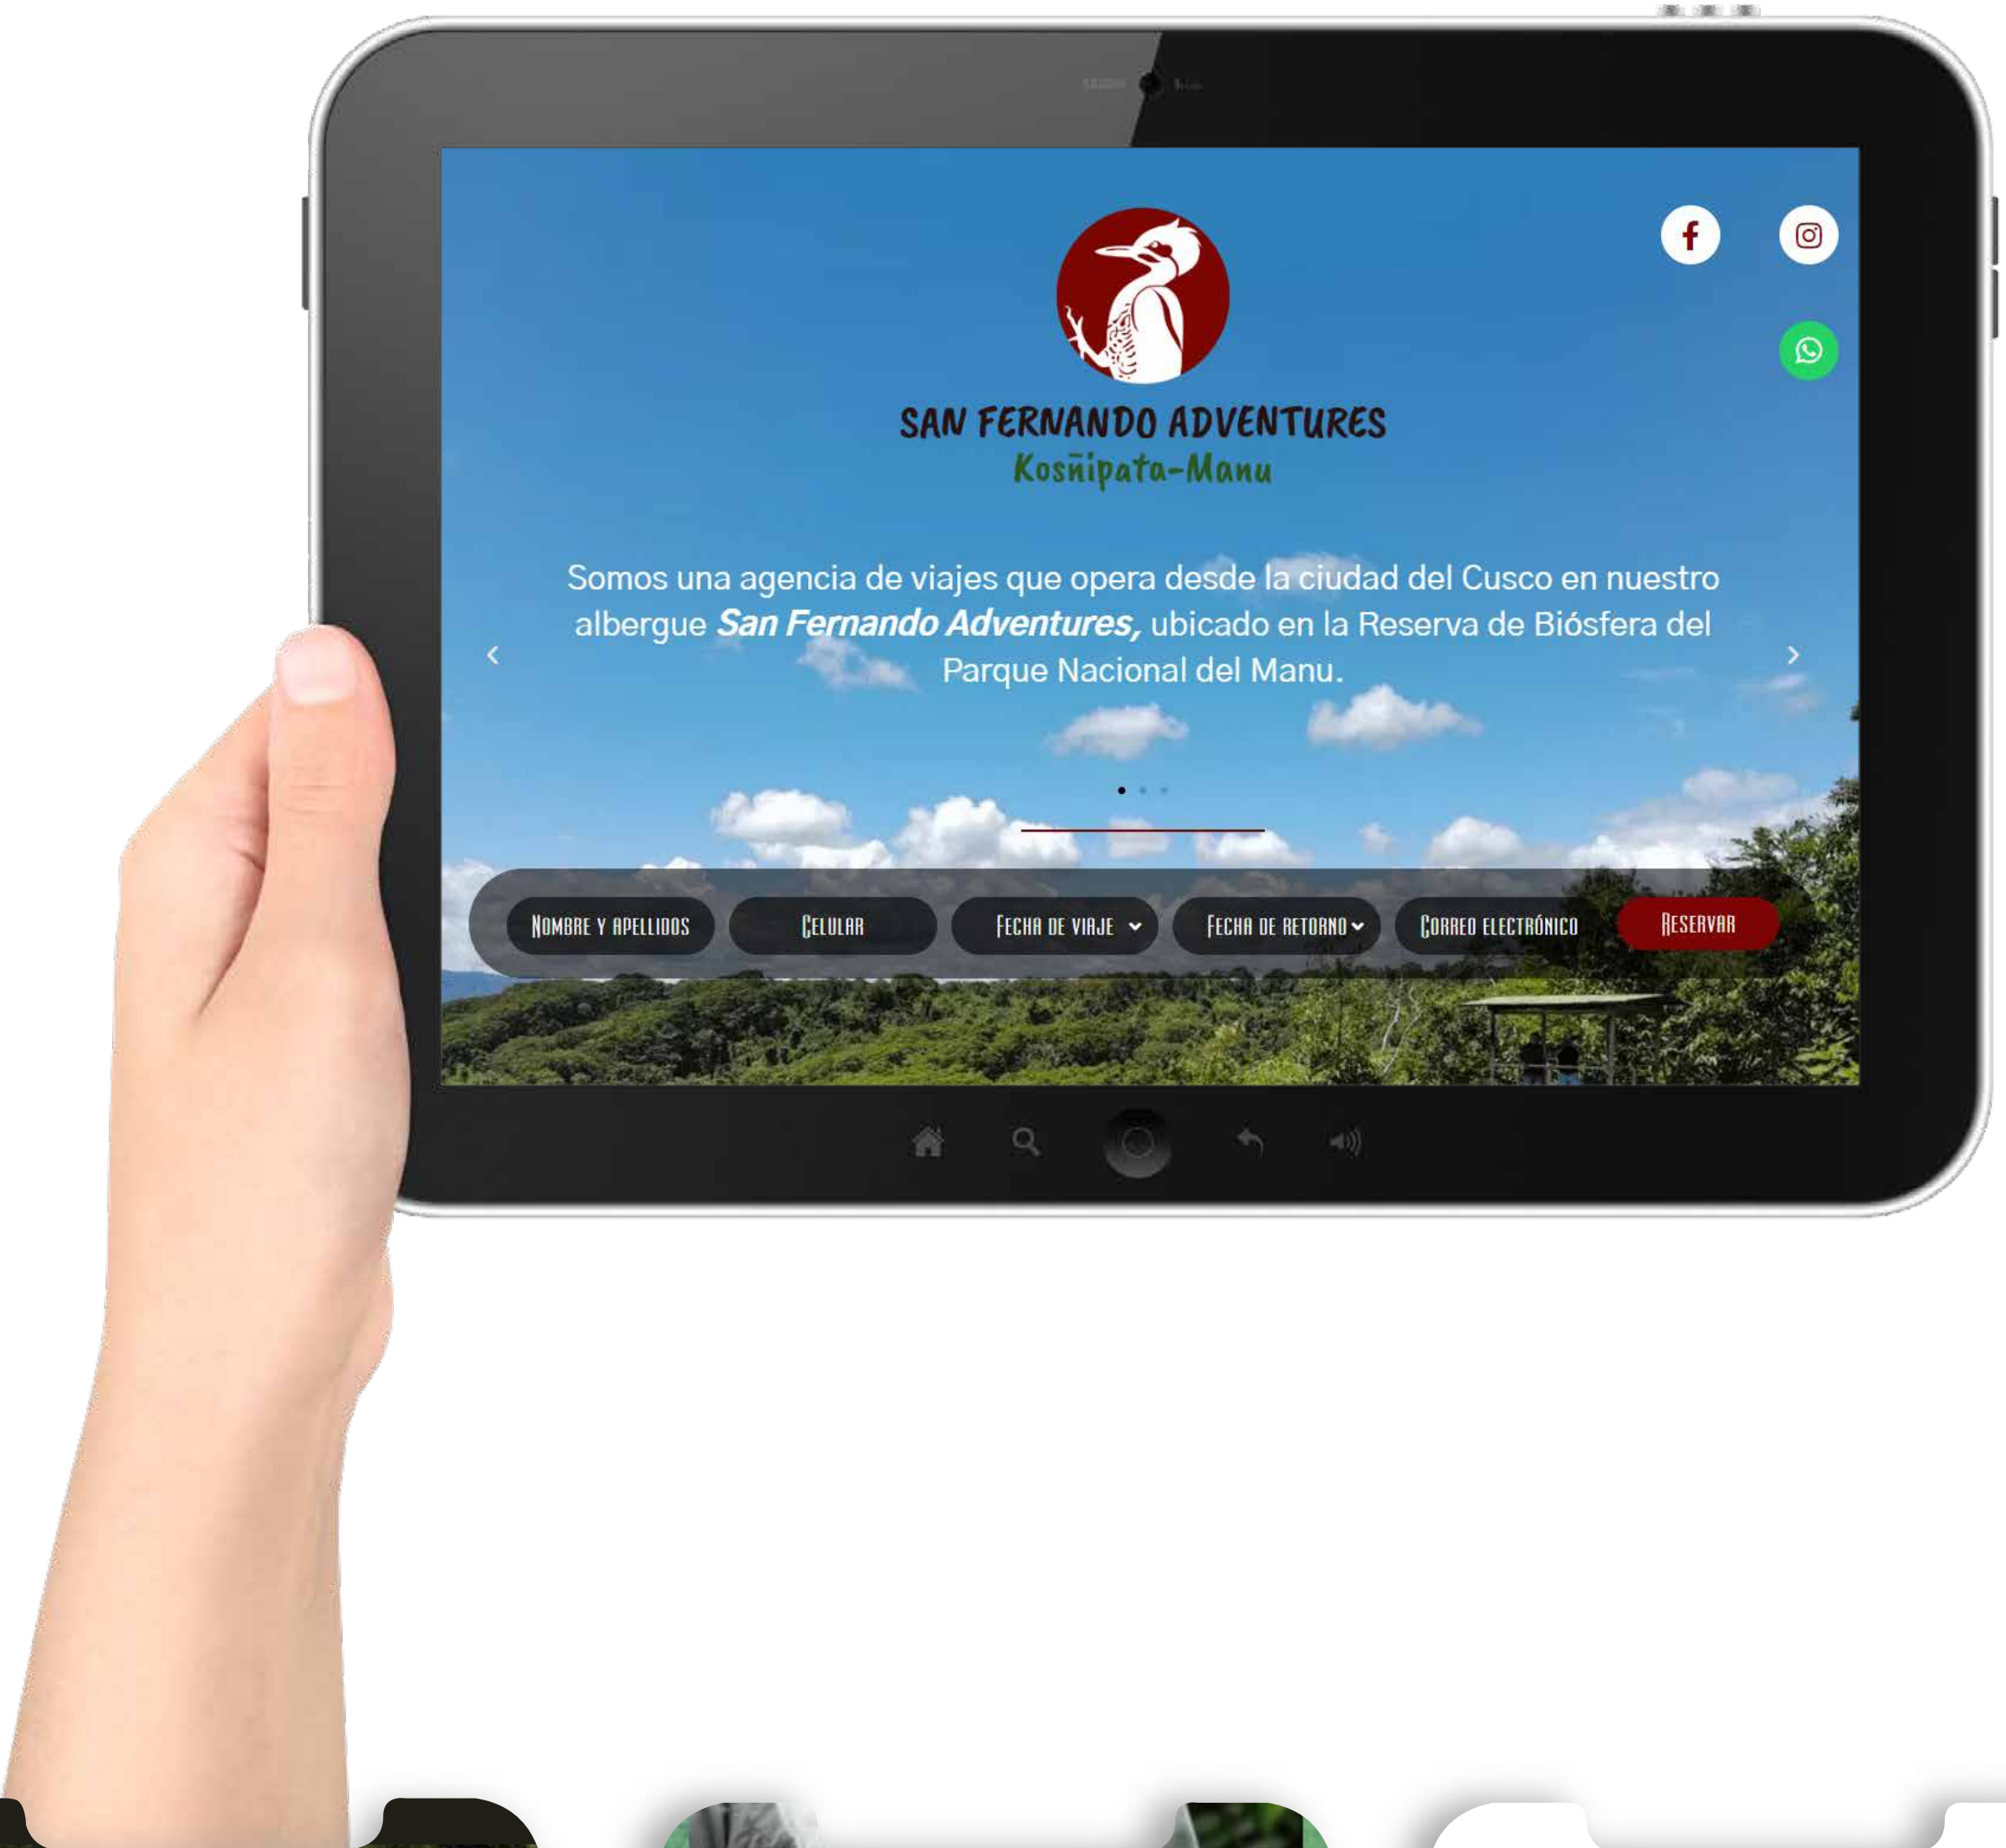 SAN FERNANDO ADVENTURES
Kosñipata-Manu
Somos una agencia de viajes que opera desde la ciudad del Cusco en nuestro
albergue San Fernando Adventures, ubicado en la Reserva de Biósfera del
Parque Nacional del Manu.
Nombre y apellidos
Celular
Fecha de viaje
Fecha de retorno
Correo electrónico
Reservar